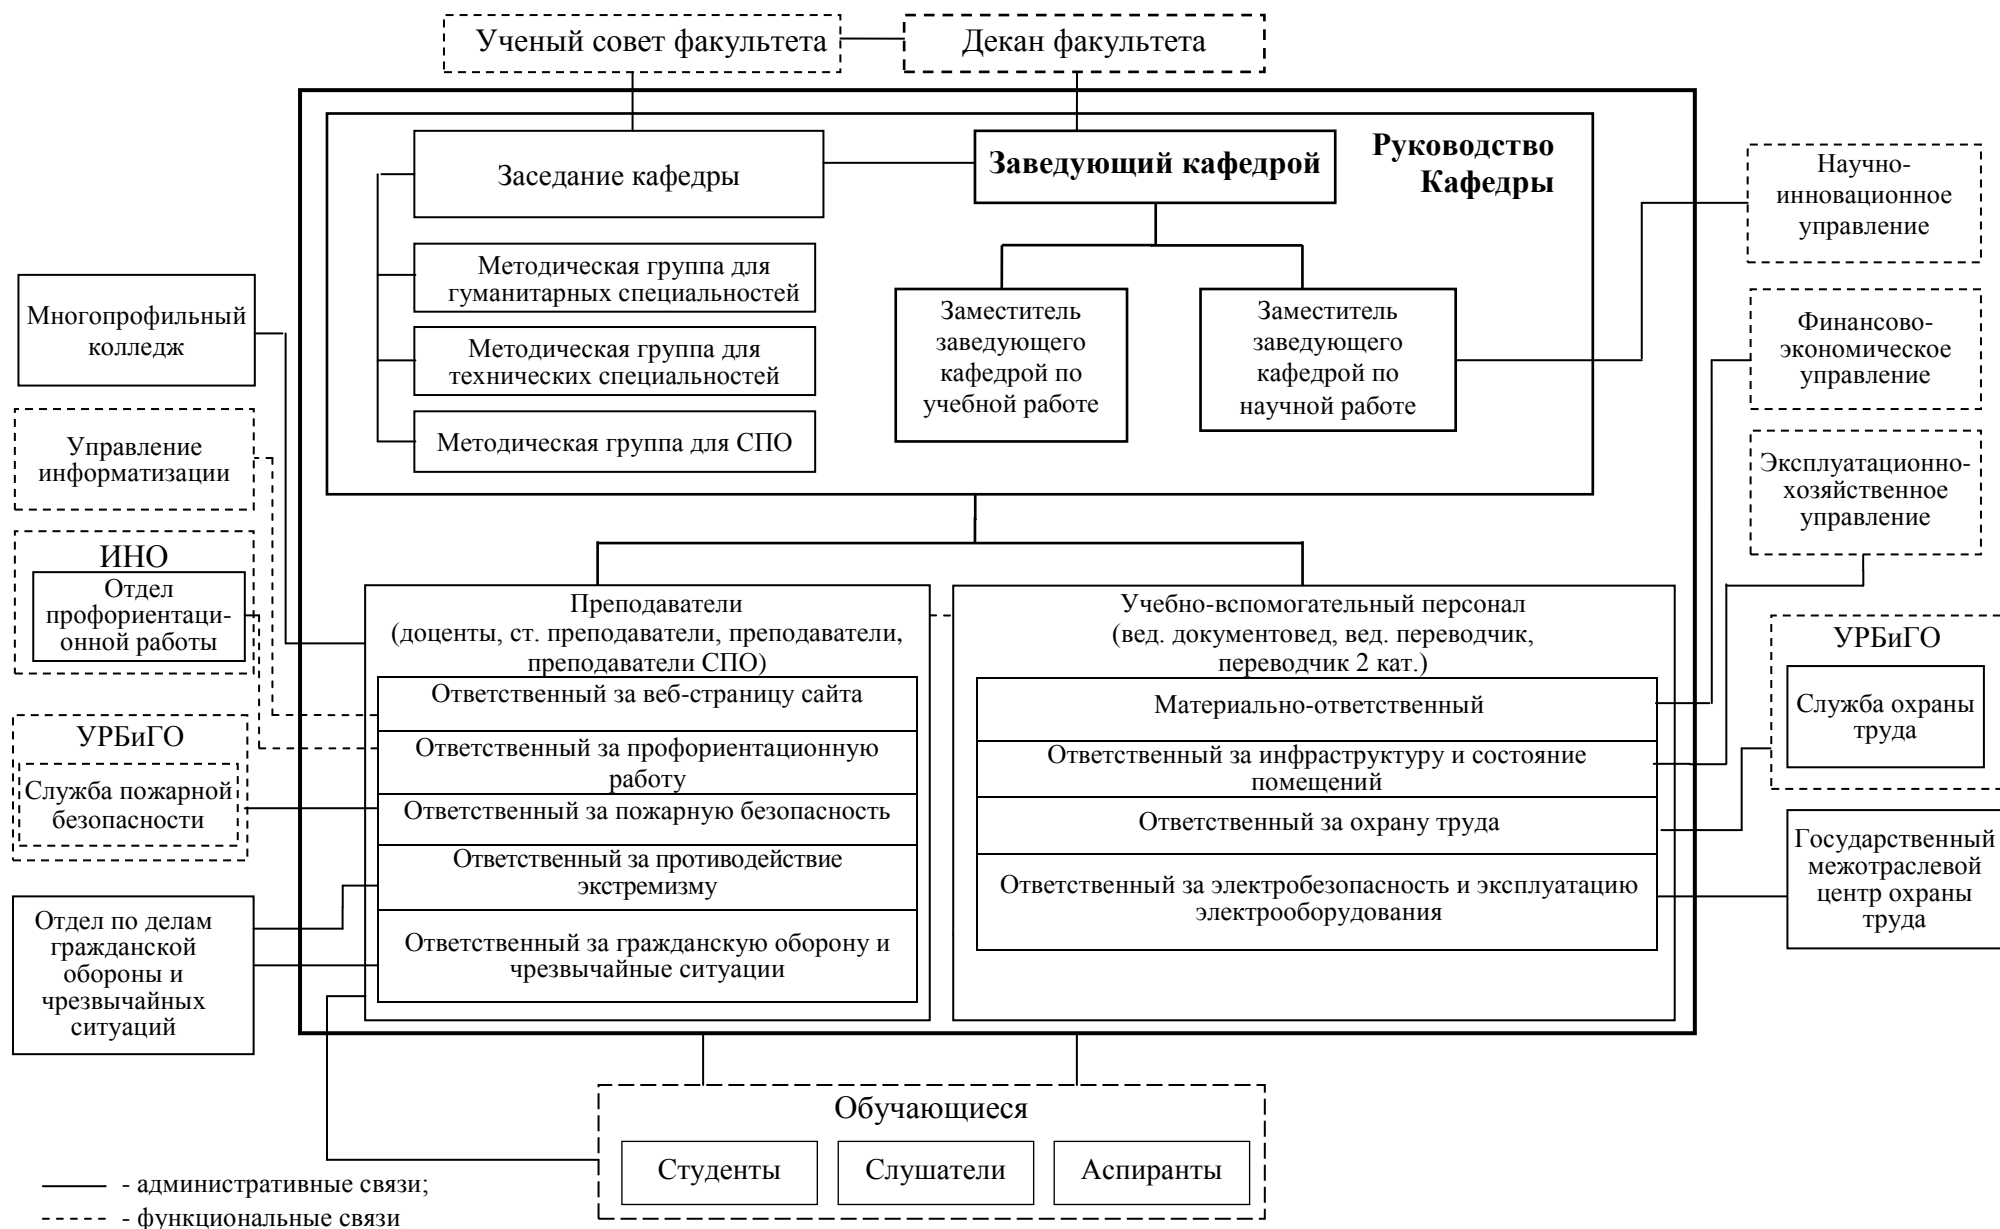 Ученый совет факультета
Декан факультета
Руководство
Кафедры
Заседание кафедры
Заведующий кафедрой
Методическая группа для
гуманитарных специальностей
Методическая группа для
технических специальностей
Методическая группа для СПО
Заместитель
заведующего
кафедрой по
учебной работе
Заместитель
заведующего
кафедрой по
научной работе
Многопрофильный
колледж
Управление
информатизации
ИНО
Отдел
профориентаци-
онной работы
УРБиГО
Служба пожарной
безопасности
Отдел по делам
гражданской
обороны и
чрезвычайных
ситуаций
Научно-
инновационное
управление
Финансово-
экономическое
управление
Эксплуатационно-
хозяйственное
управление
УРБиГО
Служба охраны
труда
Государственный
межотраслевой
центр охраны
труда
Преподаватели
(доценты, ст. преподаватели, преподаватели,
преподаватели СПО)
Ответственный за веб-страницу сайта
Ответственный за профориентационную
работу
Ответственный за пожарную безопасность
Ответственный за противодействие
экстремизму
Ответственный за гражданскую оборону и
чрезвычайные ситуации
Учебно-вспомогательный персонал
(вед. документовед, вед. переводчик,
переводчик 2 кат.)
Материально-ответственный
Ответственный за инфраструктуру и состояние
помещений
Ответственный за охрану труда
Ответственный за электробезопасность и эксплуатацию
электрооборудования
Обучающиеся
Студенты
Слушатели
Аспиранты
- административные связи;
- функциональные связи